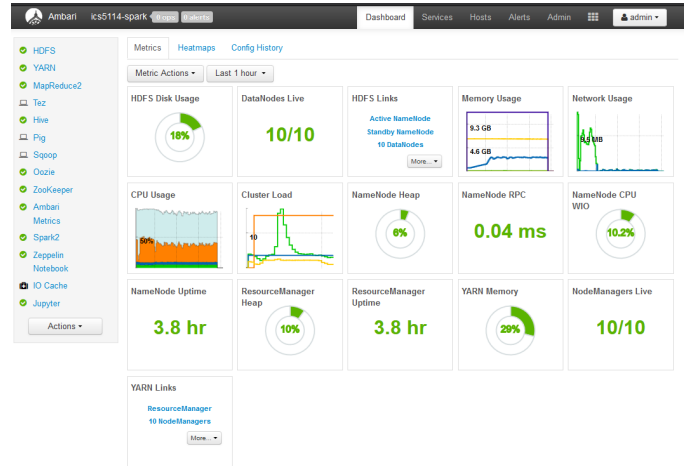 Ambari ics5114-spark 0 ops 0 alerts Dashboard Services Hosts Alerts Admin admin
HDFS
YARN
MapReduce2
Tez
Hive
Pig
Sqoop
Oozie
ZooKeeper
Ambari
Metrics
Spark2
Zeppelin
Notebook
IO Cache
Jupyter
Actions
Metrics Heatmaps Config History
Metric Actions Last 1 hour
HDFS Disk Usage
18%
DataNodes Live
10/10
HDFS Links
Active NameNode
Standby NameNode
10 DataNodes
More...
Memory Usage
9.3 GB
4.6 GB
Network Usage
9.5 MB
CPU Usage
50%
Cluster Load
10
NameNode Heap
6%
NameNode RPC
0.04 ms
NameNode CPU
WIO
10.2%
NameNode Uptime
3.8 hr
ResourceManager
Heap
10%
ResourceManager
Uptime
3.8 hr
YARN Memory
29%
NodeManagers Live
10/10
YARN Links
ResourceManager
10 NodeManagers
More...